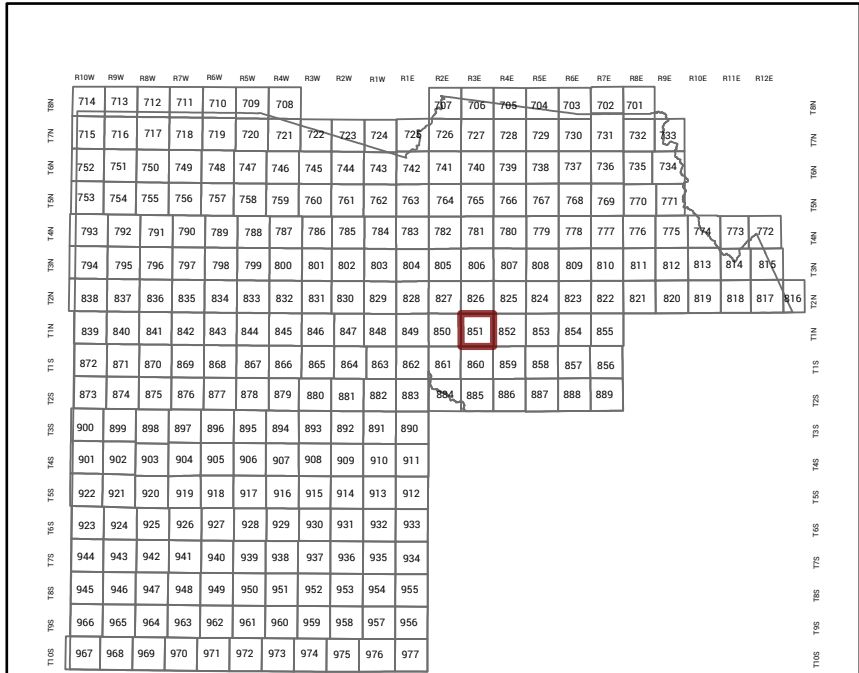 R10W R9W R8W R7W R6W R5W R4W R3W R2W R1W R1E R2E R3E R4E R5E R6E R7E R8E R9E R10E R11E R12E
T8N 714 713 712 711 710 709 708 707 706 705 704 703 702 701 T8N
T7N 715 716 717 718 719 720 721 722 723 724 725 726 727 728 729 730 731 732 733 T7N
T6N 752 751 750 749 748 747 746 745 744 743 742 741 740 739 738 737 736 735 734 T6N
T5N 753 754 755 756 757 758 759 760 761 762 763 764 765 766 767 768 769 770 771 T5N
T4N 793 792 791 790 789 788 787 786 785 784 783 782 781 780 779 778 777 776 775 774 773 772 T4N
T3N 794 795 796 797 798 799 800 801 802 803 804 805 806 807 808 809 810 811 812 813 814 815 T3N
T2N 838 837 836 835 834 833 832 831 830 829 828 827 826 825 824 823 822 821 820 819 818 817 816 T2N
T1N 839 840 841 842 843 844 845 846 847 848 849 850 851 852 853 854 855 T1N
T1S 872 871 870 869 868 867 866 865 864 863 862 861 860 859 858 857 856 T1S
T2S 873 874 875 876 877 878 879 880 881 882 883 884 885 886 887 888 889 T2S
T3S 900 899 898 897 896 895 894 893 892 891 890 T3S
T4S 901 902 903 904 905 906 907 908 909 910 911 T4S
T5S 922 921 920 919 918 917 916 915 914 913 912 T5S
T6S 923 924 925 926 927 928 929 930 931 932 933 T6S
T7S 944 943 942 941 940 939 938 937 936 935 934 T7S
T8S 945 946 947 948 949 950 951 952 953 954 955 T8S
T9S 966 965 964 963 962 961 960 959 958 957 956 T9S
T10S 967 968 969 970 971 972 973 974 975 976 977 T10S